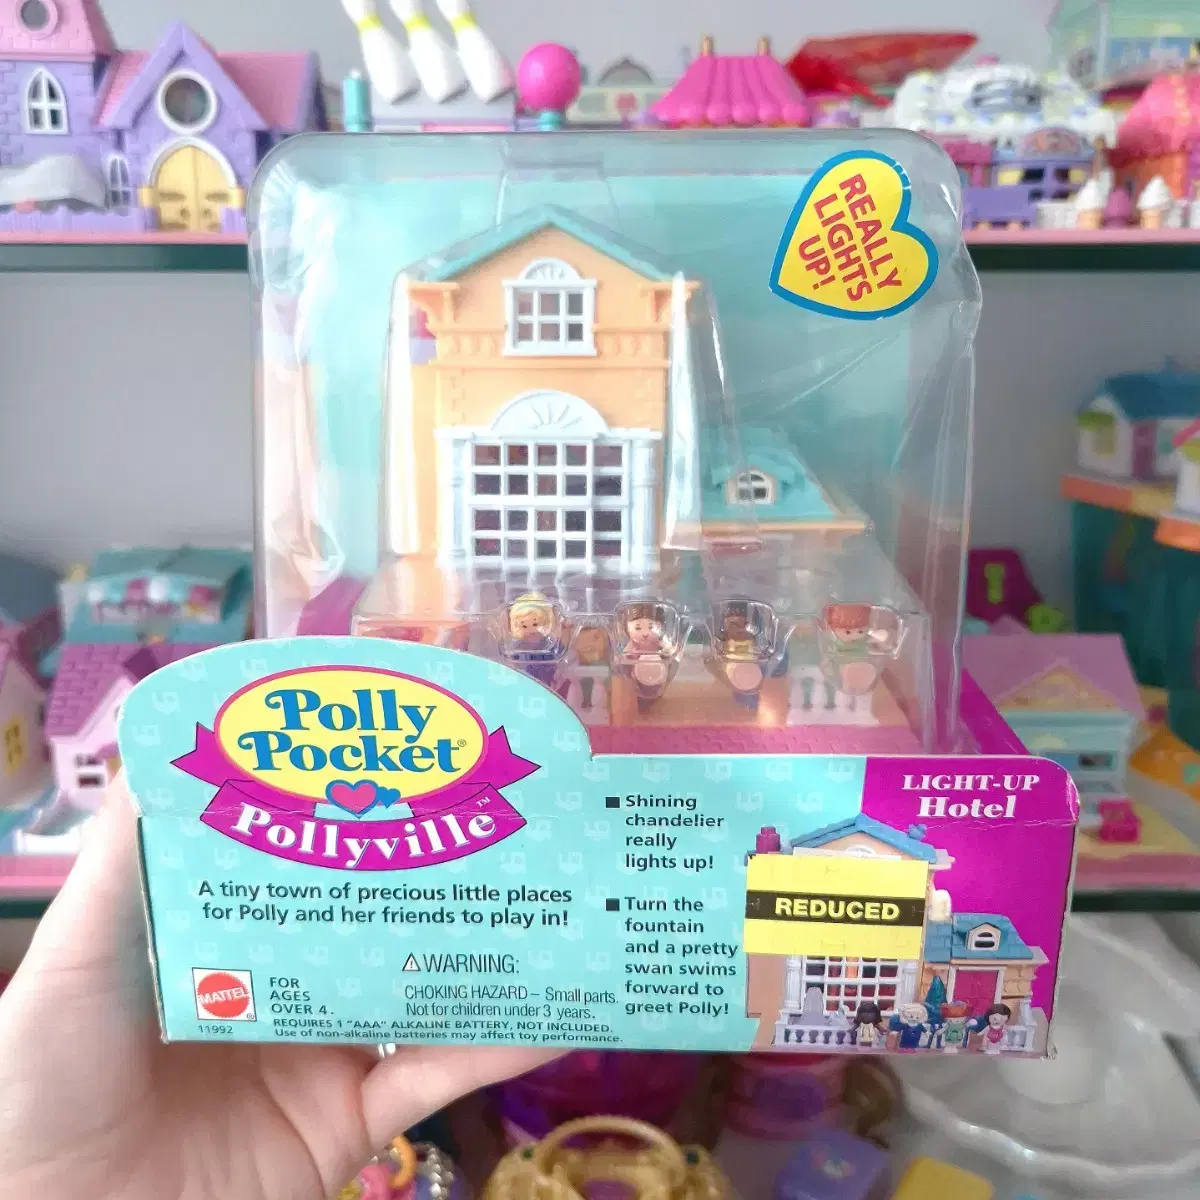 REALLY
LIGHTS
UP!
Polly
Pocket®
Pollyville™
A tiny town of precious little places
for Polly and her friends to play in!
MATTEL
®
11992
FOR
AGES
OVER 4.
⚠WARNING:
CHOKING HAZARD – Small parts.
Not for children under 3 years.
REQUIRES 1 "AAA" ALKALINE BATTERY, NOT INCLUDED.
Use of non-alkaline batteries may affect toy performance.
■ Shining
chandelier
really
lights up!
■ Turn the
fountain
and a pretty
swan swims
forward to
greet Polly!
LIGHT-UP
Hotel
REDUCED